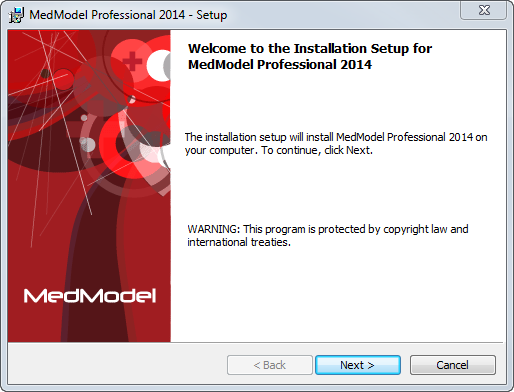 MedModel Professional 2014 - Setup
Welcome to the Installation Setup for
MedModel Professional 2014
The installation setup will install MedModel Professional 2014 on
your computer. To continue, click Next.
WARNING: This program is protected by copyright law and
international treaties.
MedModel
< Back
Next >
Cancel